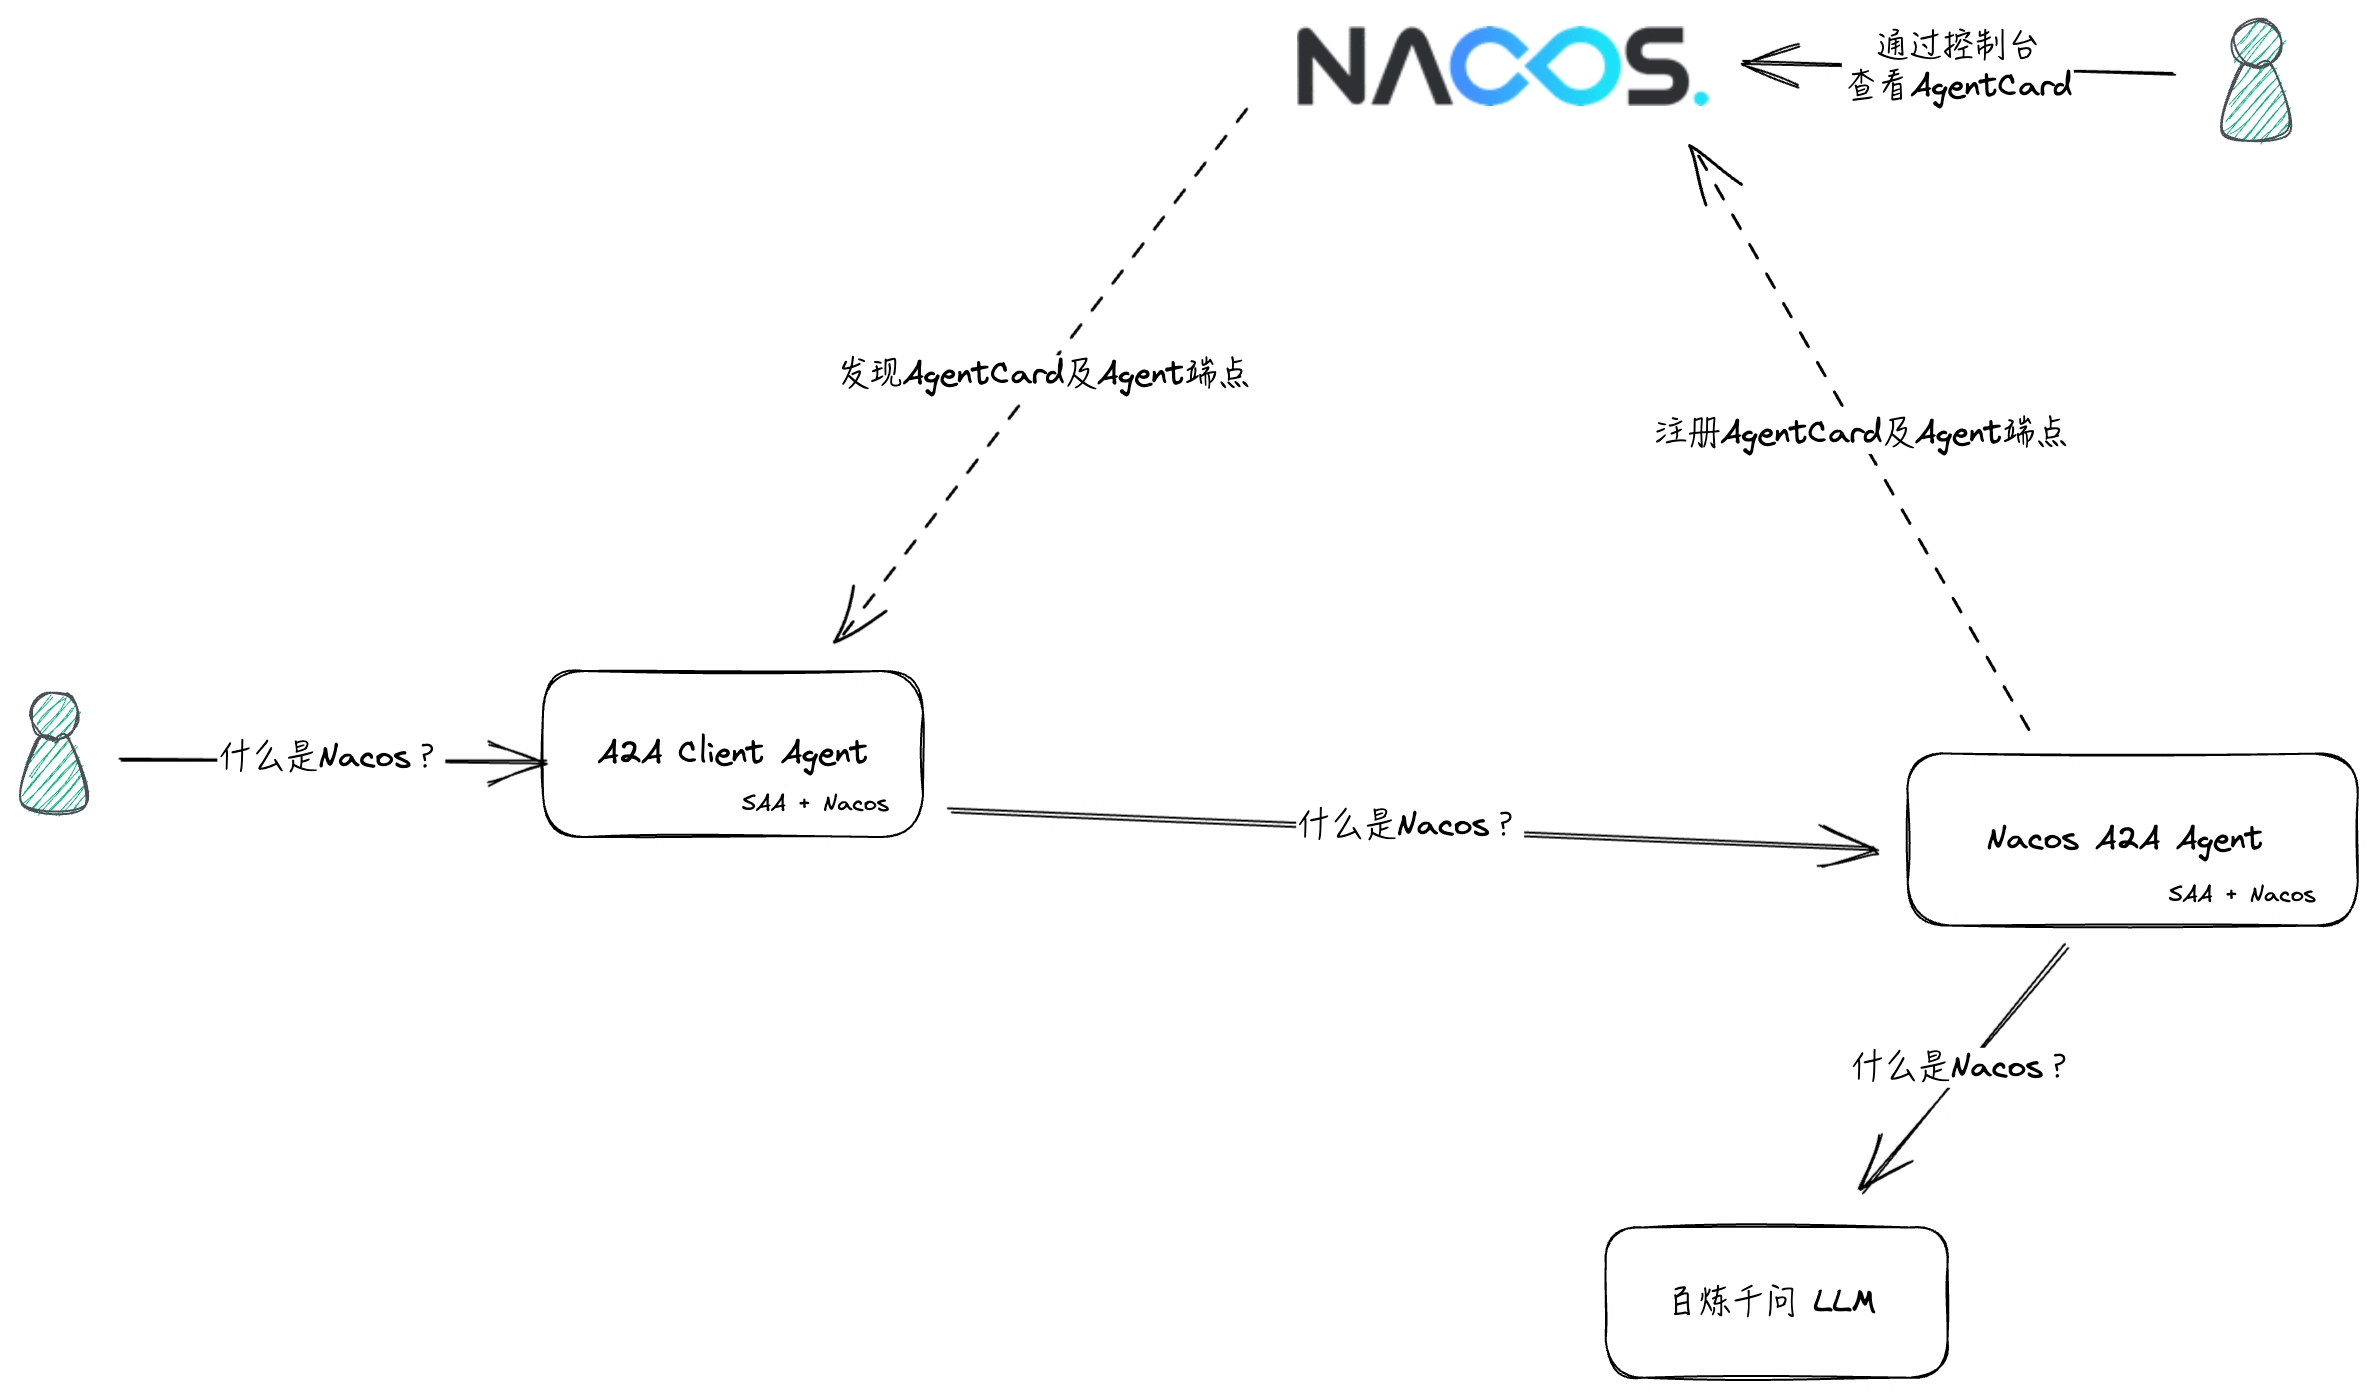 NACOS.
通过控制台
查看AgentCard
发现AgentCard及Agent端点
注册AgentCard及Agent端点
什么是Nacos？
A2A Client Agent
SAA + Nacos
什么是Nacos？
Nacos A2A Agent
SAA + Nacos
什么是Nacos？
百炼千问 LLM